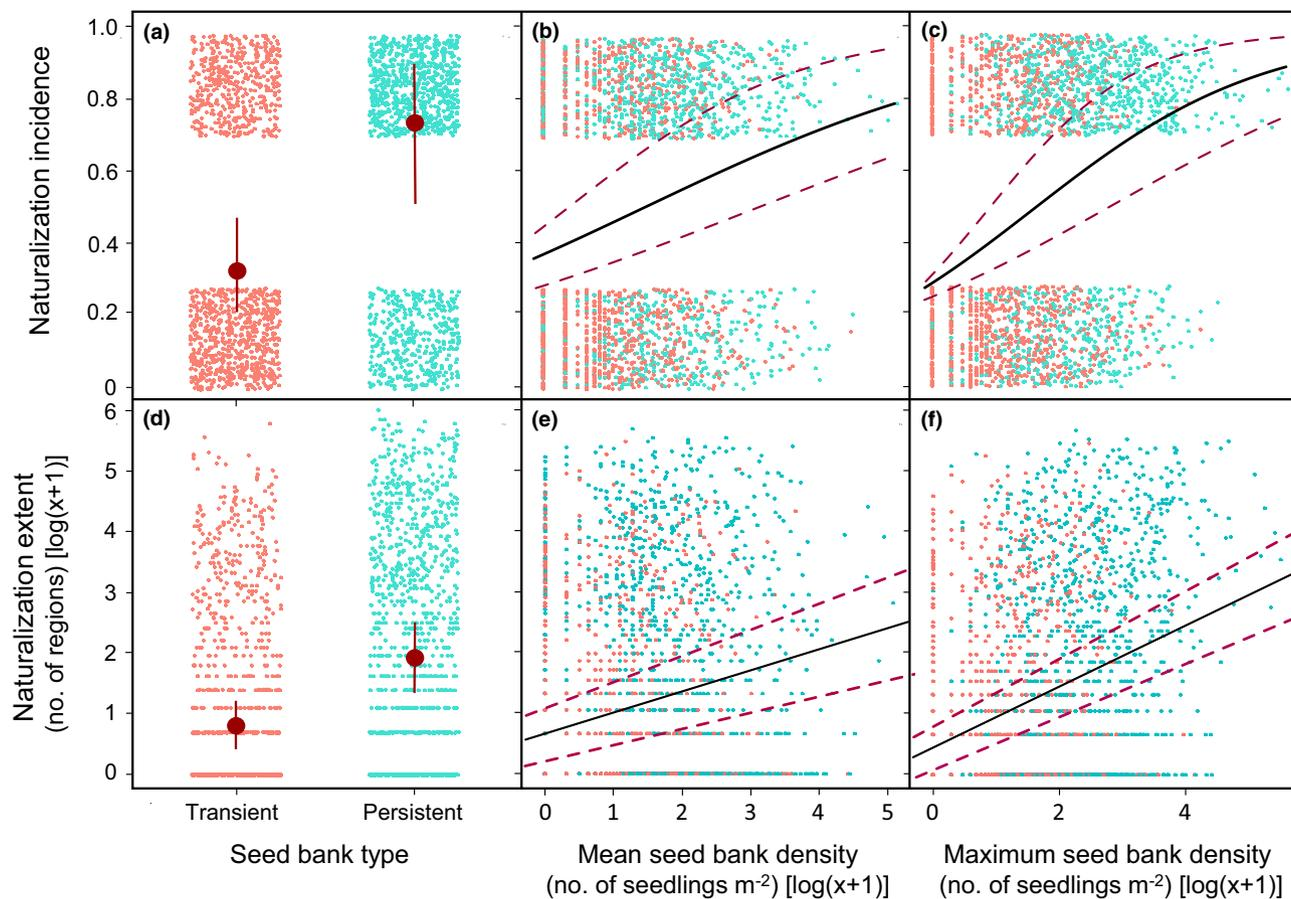 Naturalization incidence
1.0
0.8
0.6
0.4
0.2
0
(a)
(b)
(c)
Naturalization extent
(no. of regions) [log(x+1)]
6
5
4
3
2
1
0
(d)
(e)
(f)
Transient Persistent
0 1 2 3 4 5
0 2 4
Seed bank type
Mean seed bank density
(no. of seedlings m-2) [log(x+1)]
Maximum seed bank density
(no. of seedlings m-2) [log(x+1)]